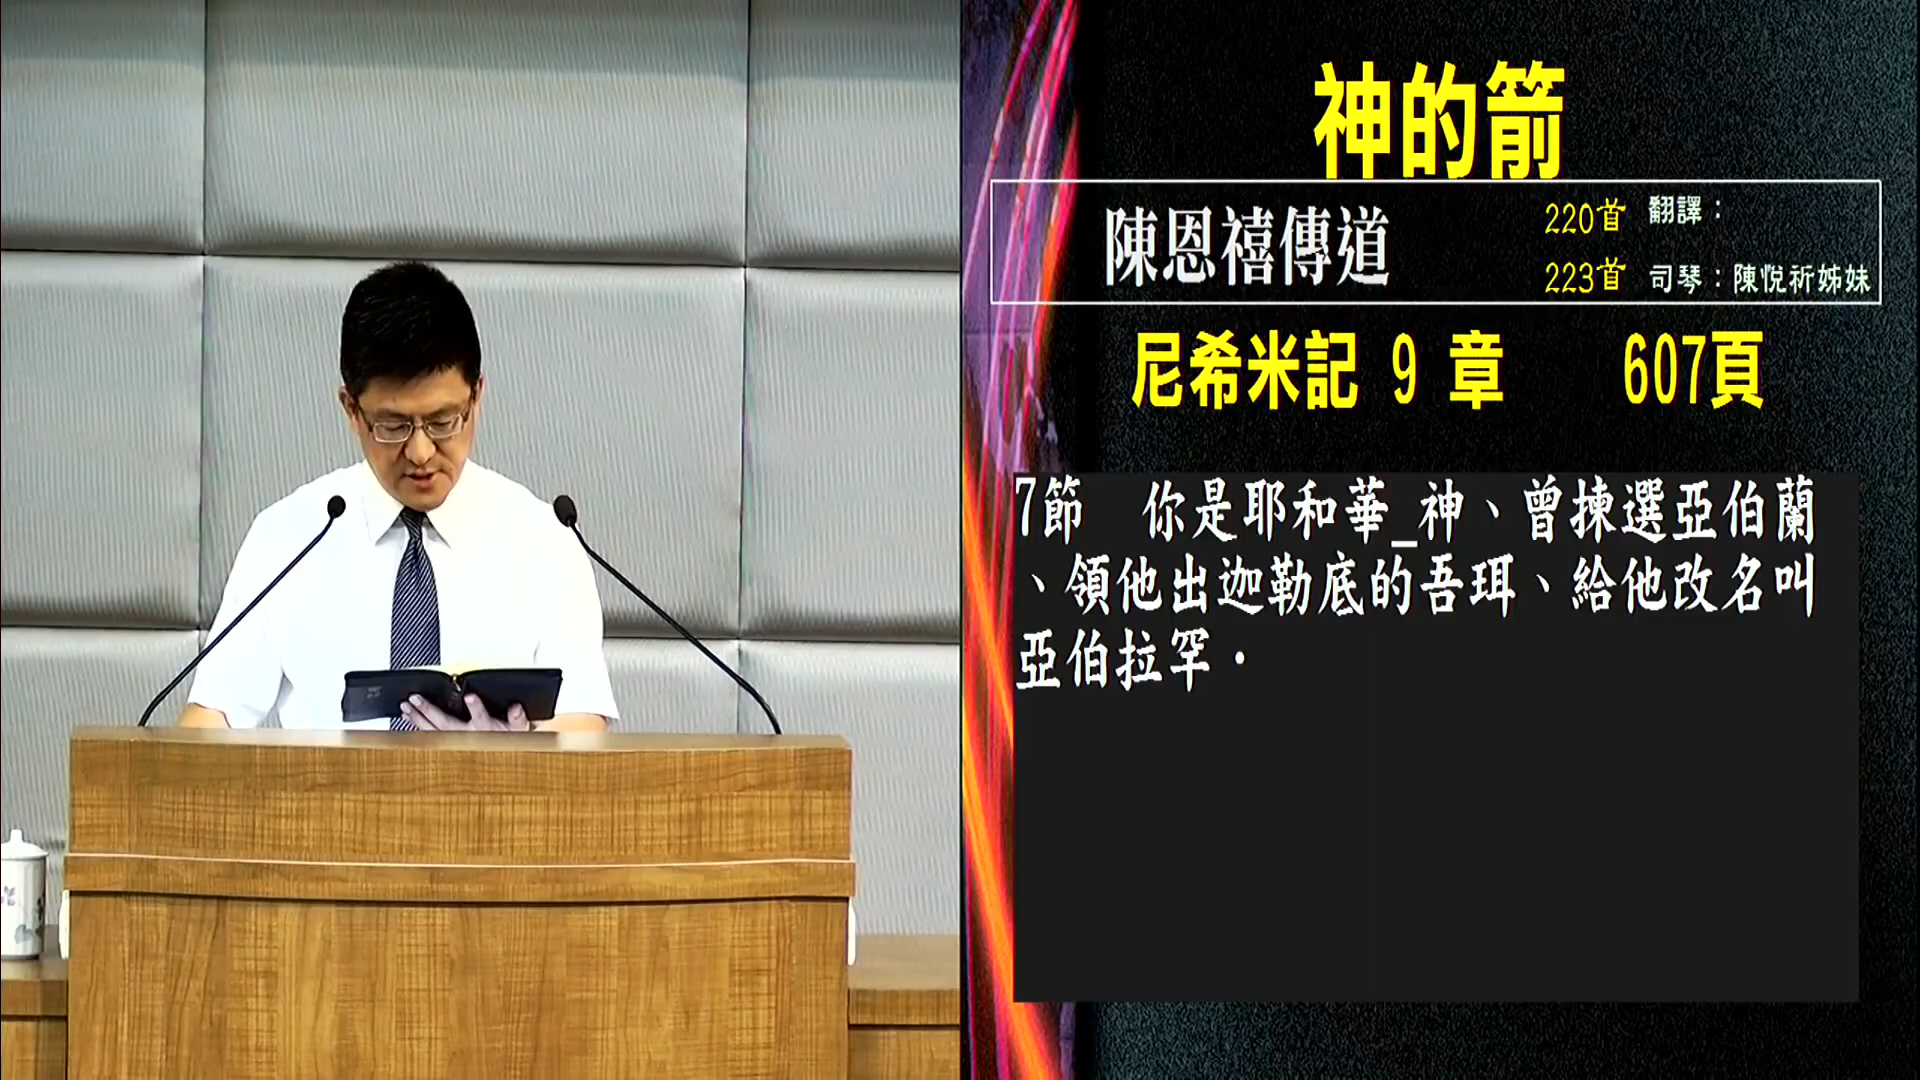 神的箭
陳恩禧傳道
220首 翻譯：
223首 司琴：陳悅祈姊妹
尼希米記 9 章 607頁
7節 你是耶和華_神、曾揀選亞伯蘭
、領他出迦勒底的吾珥、給他改名叫
亞伯拉罕．